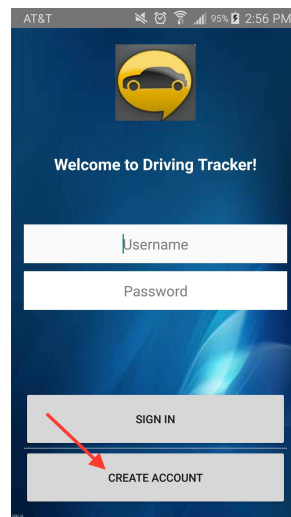 AT&T 95% 2:56 PM
Welcome to Driving Tracker!
Username
Password
SIGN IN
CREATE ACCOUNT